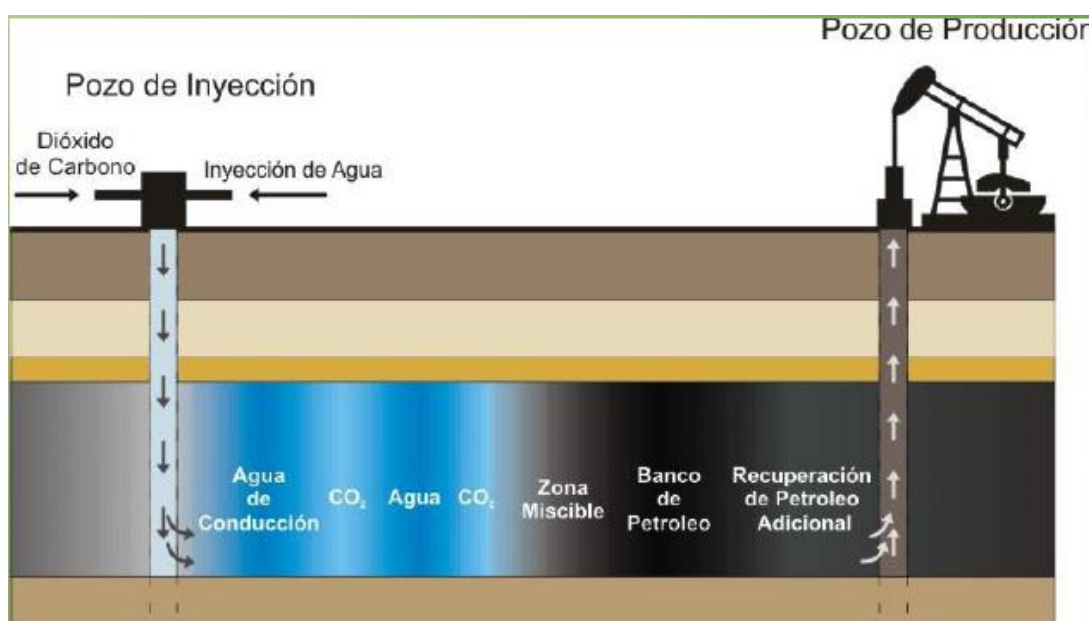 Pozo de Producción
Pozo de Inyección
Dióxido
de Carbono
Inyección de Agua
Agua
de
Conducción
CO₂
Agua
CO₂
Zona
Miscible
Banco
de
Petroleo
Recuperación
de Petroleo
Adicional